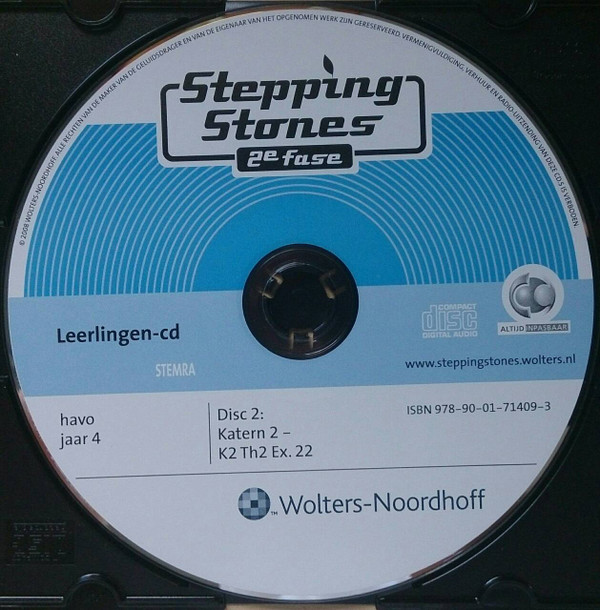 © 2008 WOLTERS-NOORDHOFF ALLE RECHTEN VAN DE MAKER VAN DE GELUIDSDRAGER EN VAN DE EIGENAAR VAN HET OPGENOMEN WERK ZIJN GERESERVEERD. VERMENIGVULDIGING, VERHUUR EN RADIO UITZENDING VAN DEZE CD IS VERBODEN.
Stepping
Stones
2e fase
Leerlingen-cd
STEMRA
COMPACT
disc
DIGITAL AUDIO
ALTIJD INPASBAAR
www.steppingstones.wolters.nl
havo
jaar 4
Disc 2:
Katern 2 –
K2 Th2 Ex. 22
ISBN 978-90-01-71409-3
Wolters-Noordhoff
TM